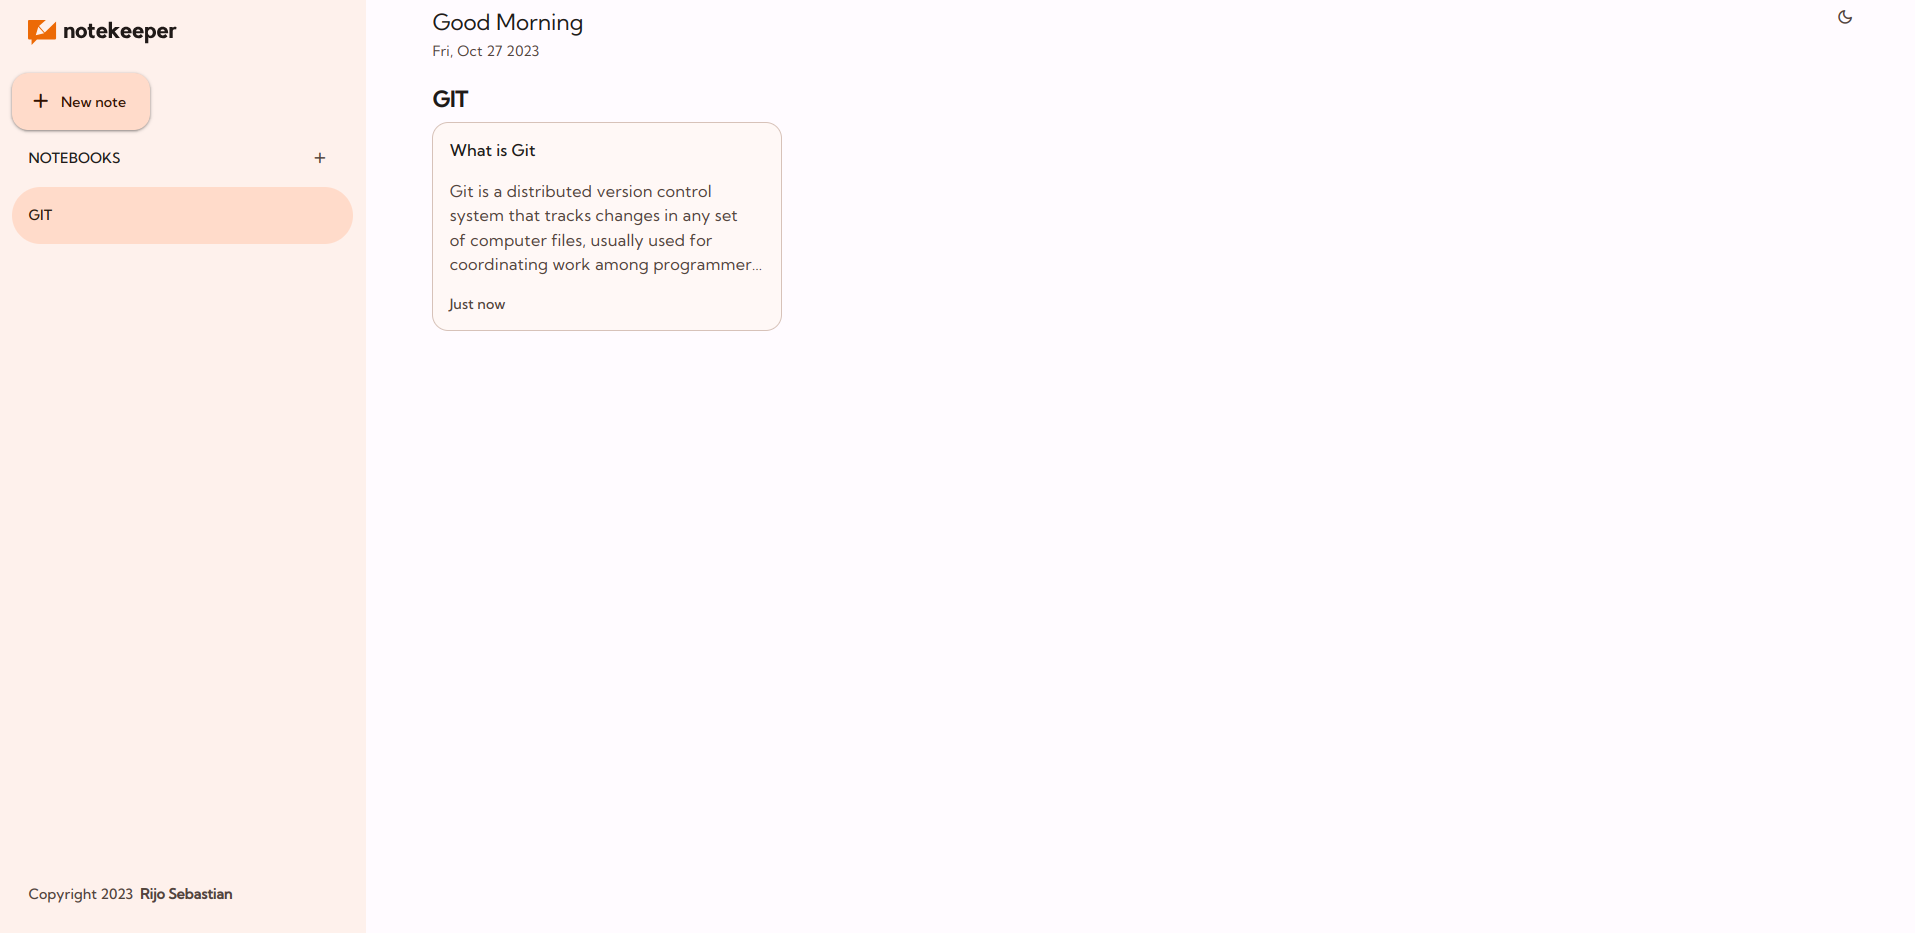 notekeeper
New note
NOTEBOOKS
GIT
Copyright 2023 Rijo Sebastian
Good Morning
Fri, Oct 27 2023
GIT
What is Git
Git is a distributed version control
system that tracks changes in any set
of computer files, usually used for
coordinating work among programmer...
Just now